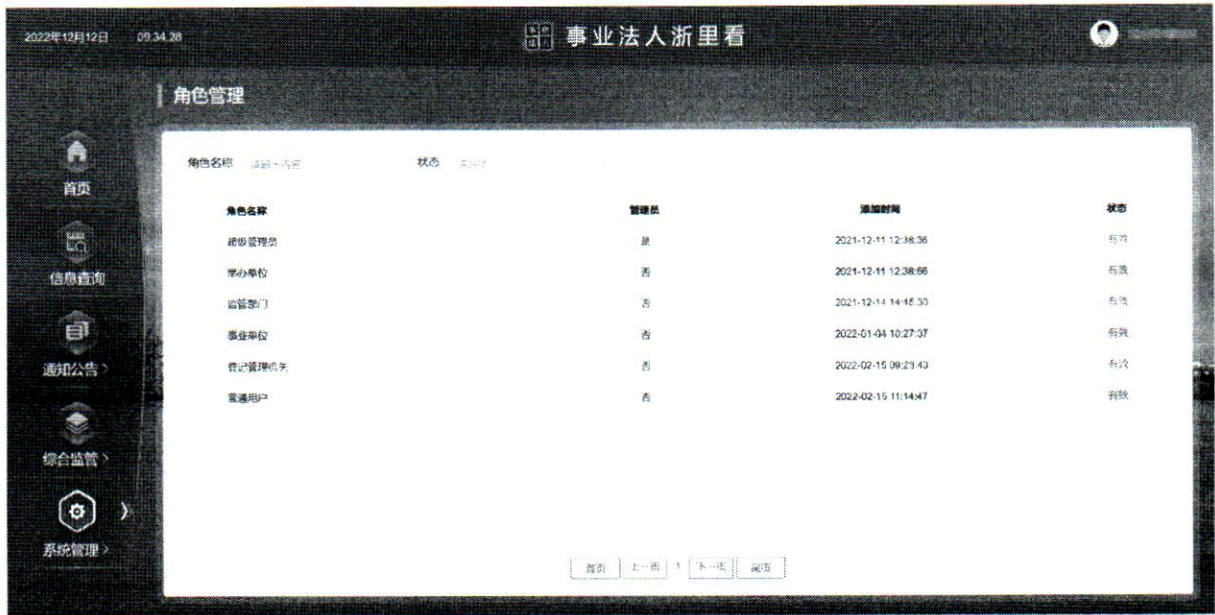 2022年12月12日 09:34:28
事业法人浙里看
角色管理
首页
信息查询
通知公告
综合监管
系统管理
角色名称 状态
角色名称 管理员 添加时间 状态
超级管理员 是 2021-12-11 12:38:36 有效
举办单位 否 2021-12-11 12:38:56 有效
监管部门 否 2021-12-14 14:45:30 有效
事业单位 否 2022-01-04 10:27:37 有效
登记管理机关 否 2022-02-15 09:23:43 有效
普通用户 否 2022-02-15 11:14:47 有效
首页 上一页 1 下一页 尾页